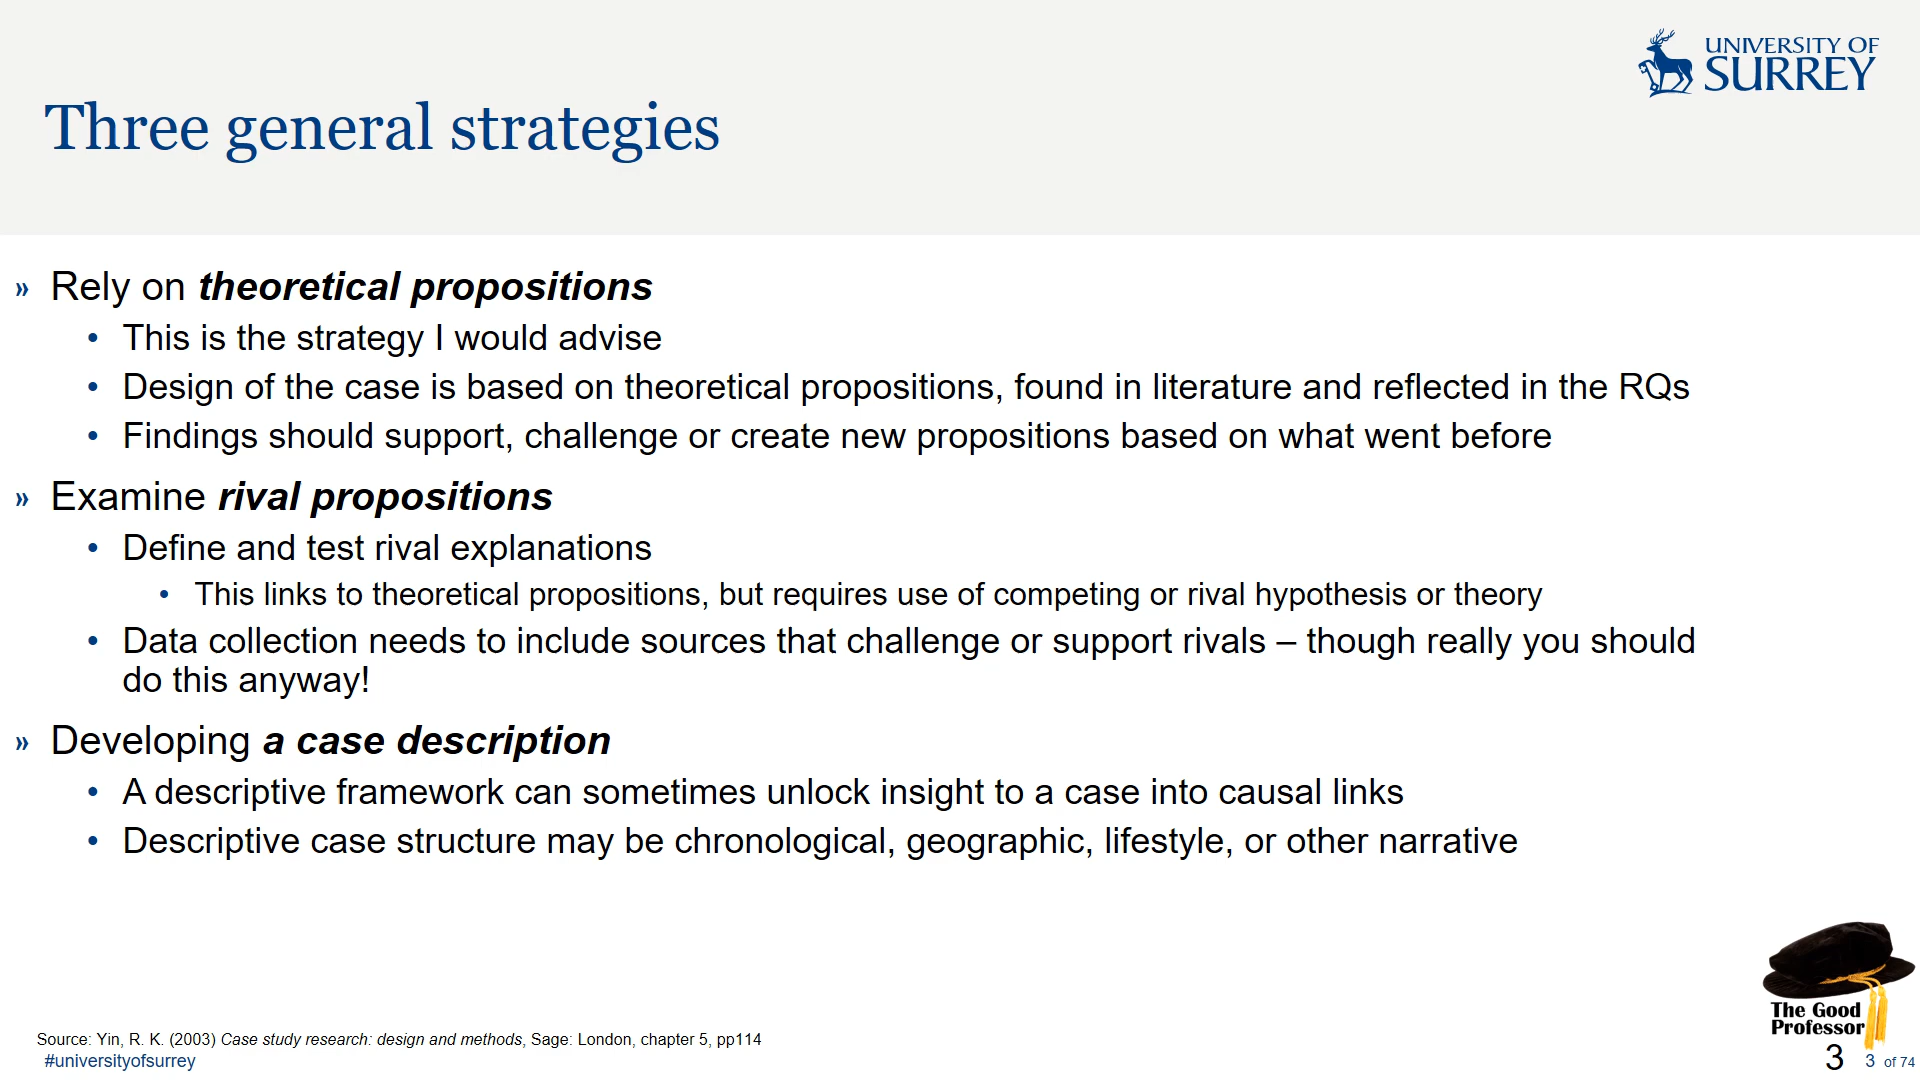 UNIVERSITY OF
SURREY
Three general strategies
» Rely on theoretical propositions
• This is the strategy I would advise
• Design of the case is based on theoretical propositions, found in literature and reflected in the RQs
• Findings should support, challenge or create new propositions based on what went before
» Examine rival propositions
• Define and test rival explanations
• This links to theoretical propositions, but requires use of competing or rival hypothesis or theory
• Data collection needs to include sources that challenge or support rivals – though really you should
do this anyway!
» Developing a case description
• A descriptive framework can sometimes unlock insight to a case into causal links
• Descriptive case structure may be chronological, geographic, lifestyle, or other narrative
The Good
Professor
Source: Yin, R. K. (2003) Case study research: design and methods, Sage: London, chapter 5, pp114
#universityofsurrey
3
3 of 74